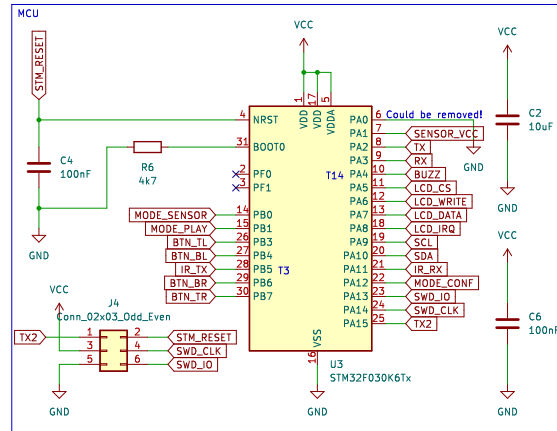 MCU
STM_RESET
VCC
VCC
1
17
5
VDD
VDD
VDDA
4
NRST
PA0
6
Could be removed!
PA1
7
SENSOR_VCC
GND
31
BOOT0
PA2
8
TX
PA3
9
RX
T14
PA4
10
BUZZ
2
PF0
3
PF1
PA5
11
LCD_CS
PA6
12
LCD_WRITE
PA7
13
LCD_DATA
PA8
18
LCD_IRQ
PA9
19
SCL
PA10
20
SDA
PA11
21
IR_RX
PA12
22
MODE_CONF
PA13
23
SWD_IO
PA14
24
SWD_CLK
PA15
25
TX2
C4
100nF
R6
4k7
GND
MODE_SENSOR
14
PB0
MODE_PLAY
15
PB1
BTN_TL
26
PB3
BTN_BL
27
PB4
IR_TX
28
PB5
T3
BTN_BR
29
PB6
BTN_TR
30
PB7
VSS
16
U3
STM32F030K6Tx
GND
C2
10uF
GND
VCC
C6
100nF
GND
VCC
J4
Conn_02x03_Odd_Even
TX2
1
2
STM_RESET
3
4
SWD_CLK
5
6
SWD_IO
GND